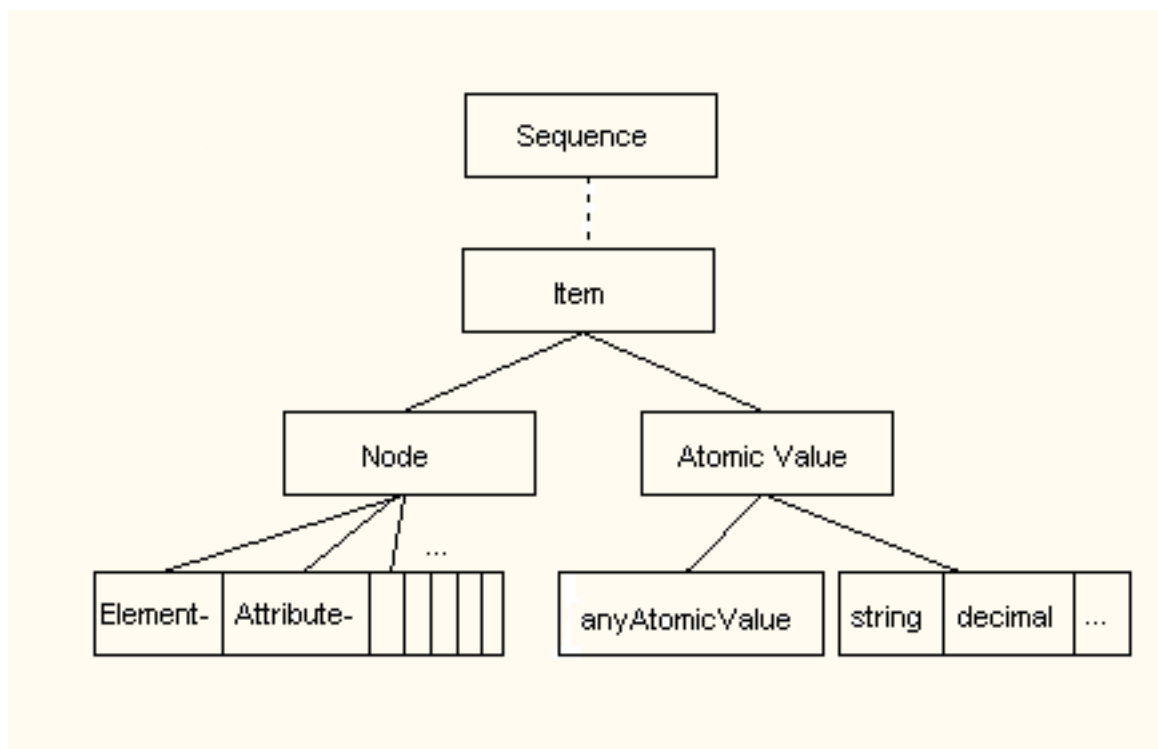 Sequence
Item
Node
Atomic Value
...
Element-
Attribute-
anyAtomicValue
string
decimal
...